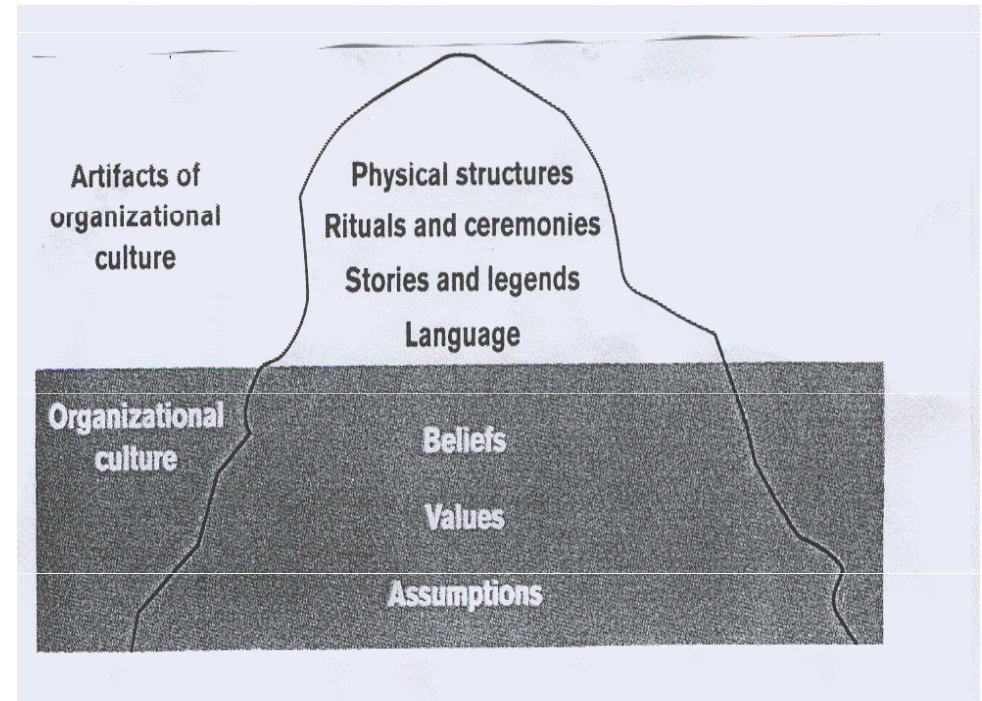 Artifacts of
organizational
culture
Physical structures
Rituals and ceremonies
Stories and legends
Language
Organizational
culture
Beliefs
Values
Assumptions